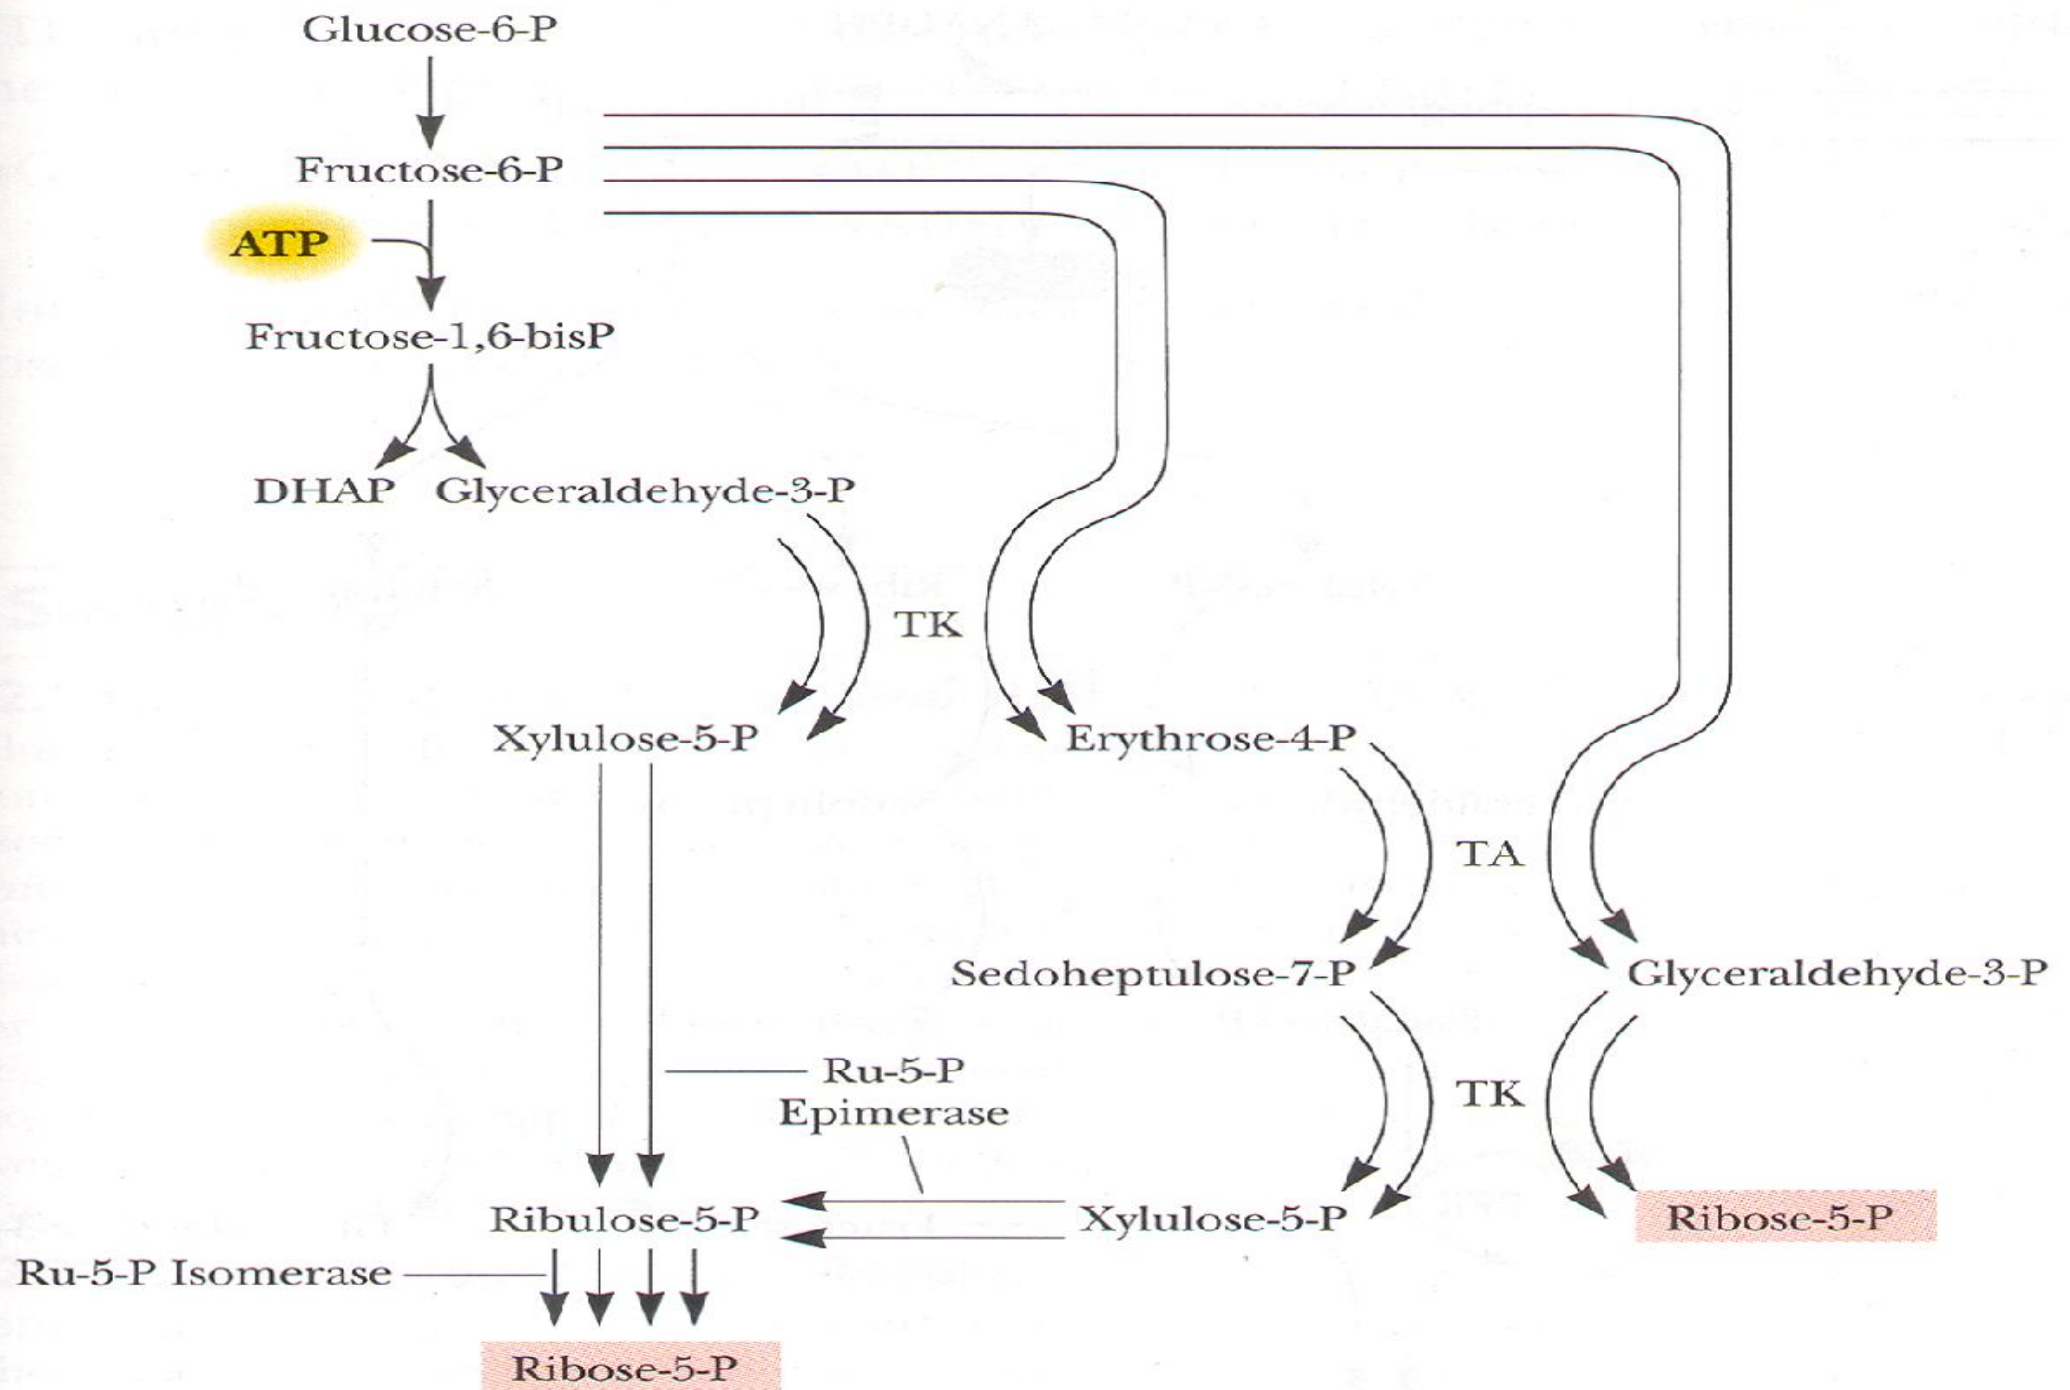 Glucose-6-P
Fructose-6-P
ATP
Fructose-1,6-bisP
DHAP Glyceraldehyde-3-P
TK
Xylulose-5-P Erythrose-4-P
TA
Sedoheptulose-7-P Glyceraldehyde-3-P
Ru-5-P
Epimerase
TK
Ribulose-5-P Xylulose-5-P Ribose-5-P
Ru-5-P Isomerase
Ribose-5-P